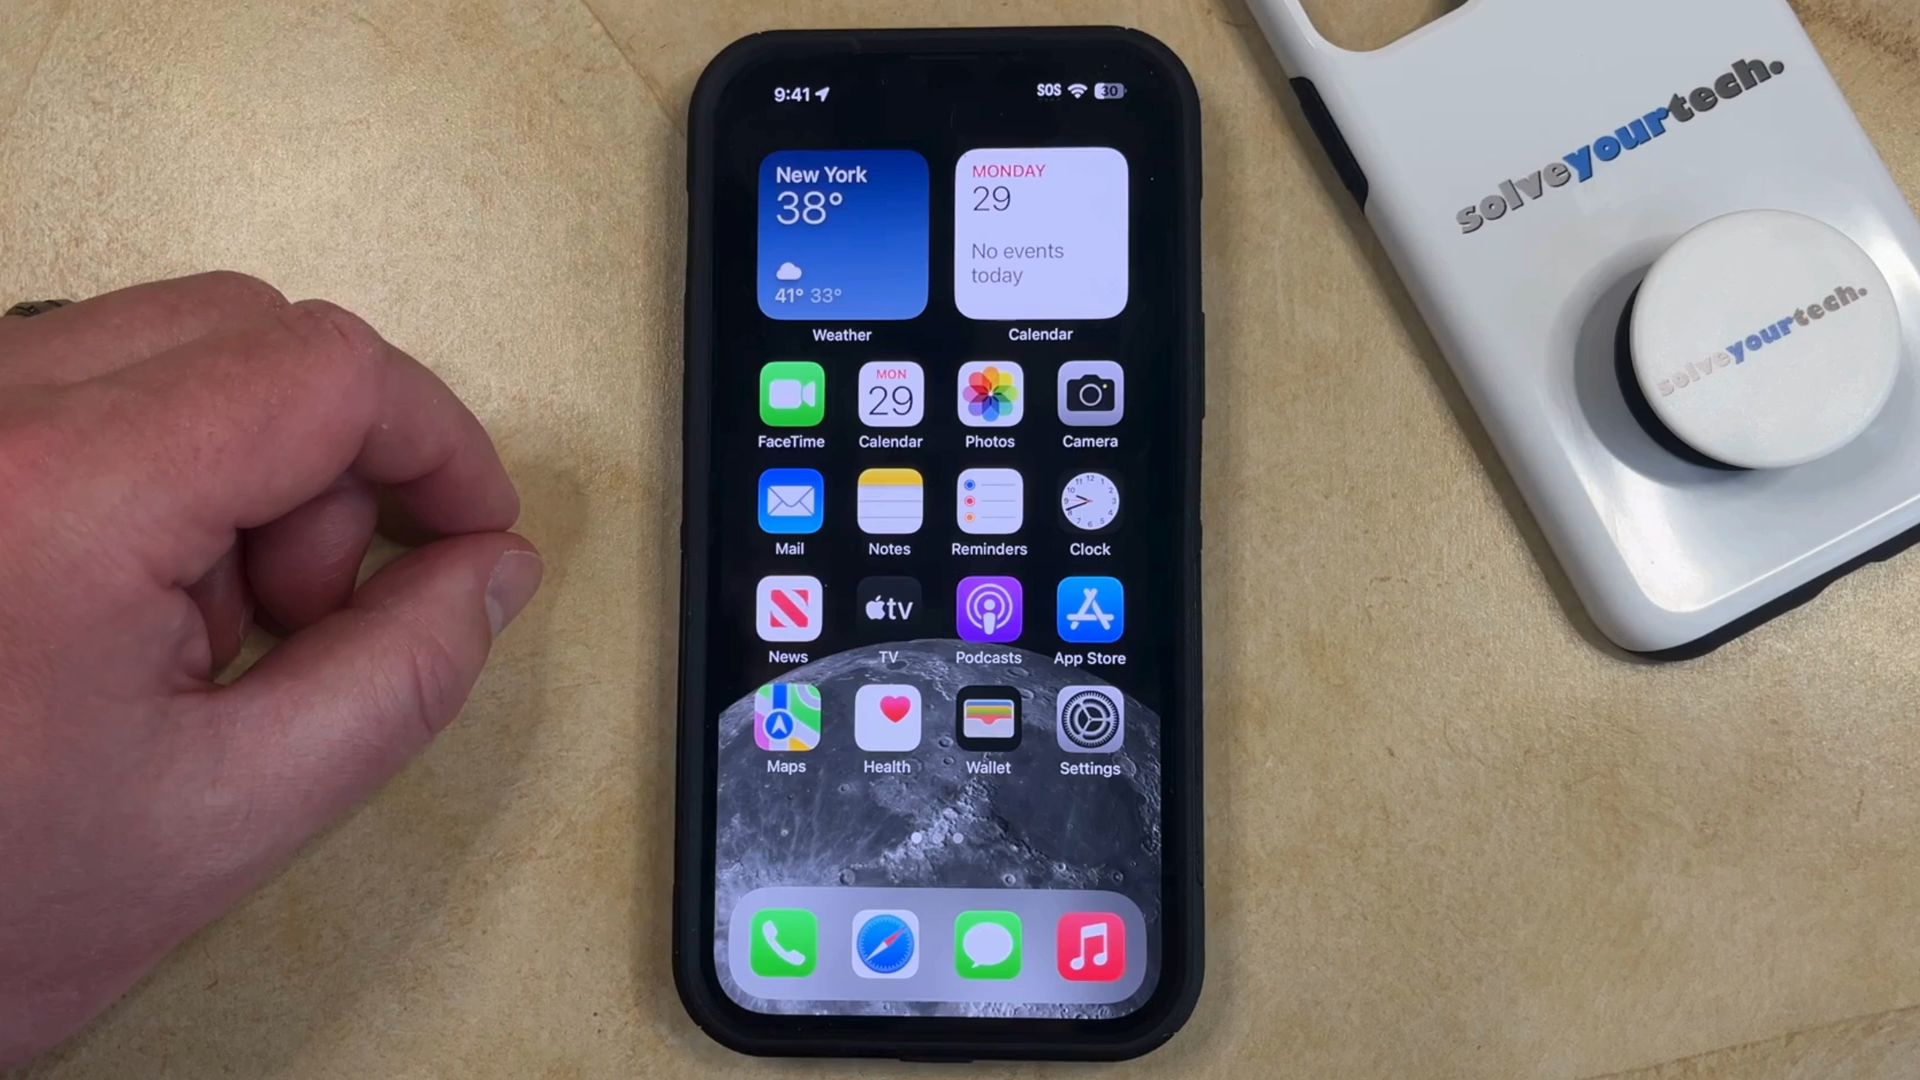 9:41
SOS 30
New York
38°
41° 33°
Weather
MONDAY
29
No events
today
Calendar
FaceTime
MON
29
Calendar
Photos
Camera
Mail
Notes
Reminders
Clock
News
tv
TV
Podcasts
App Store
Maps
Health
Wallet
Settings
solveyourtech.
solveyourtech.